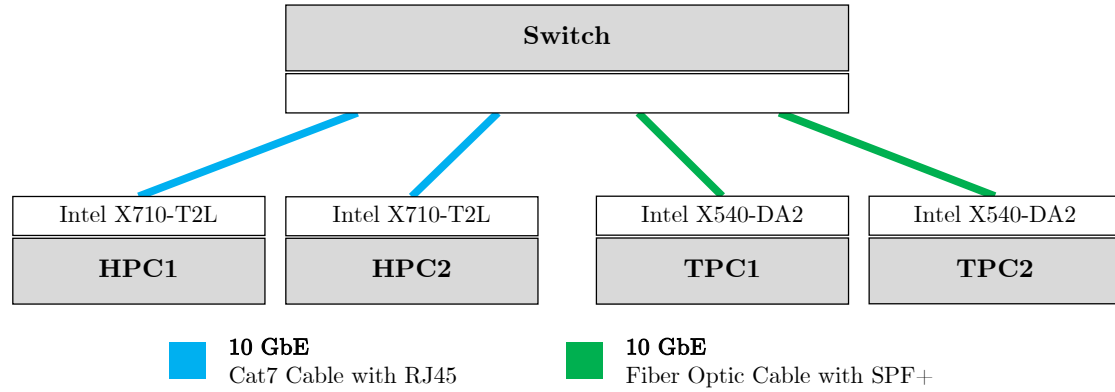 Switch
Intel X710-T2L
Intel X710-T2L
Intel X540-DA2
Intel X540-DA2
HPC1
HPC2
TPC1
TPC2
10 GbE
Cat7 Cable with RJ45
10 GbE
Fiber Optic Cable with SPF+